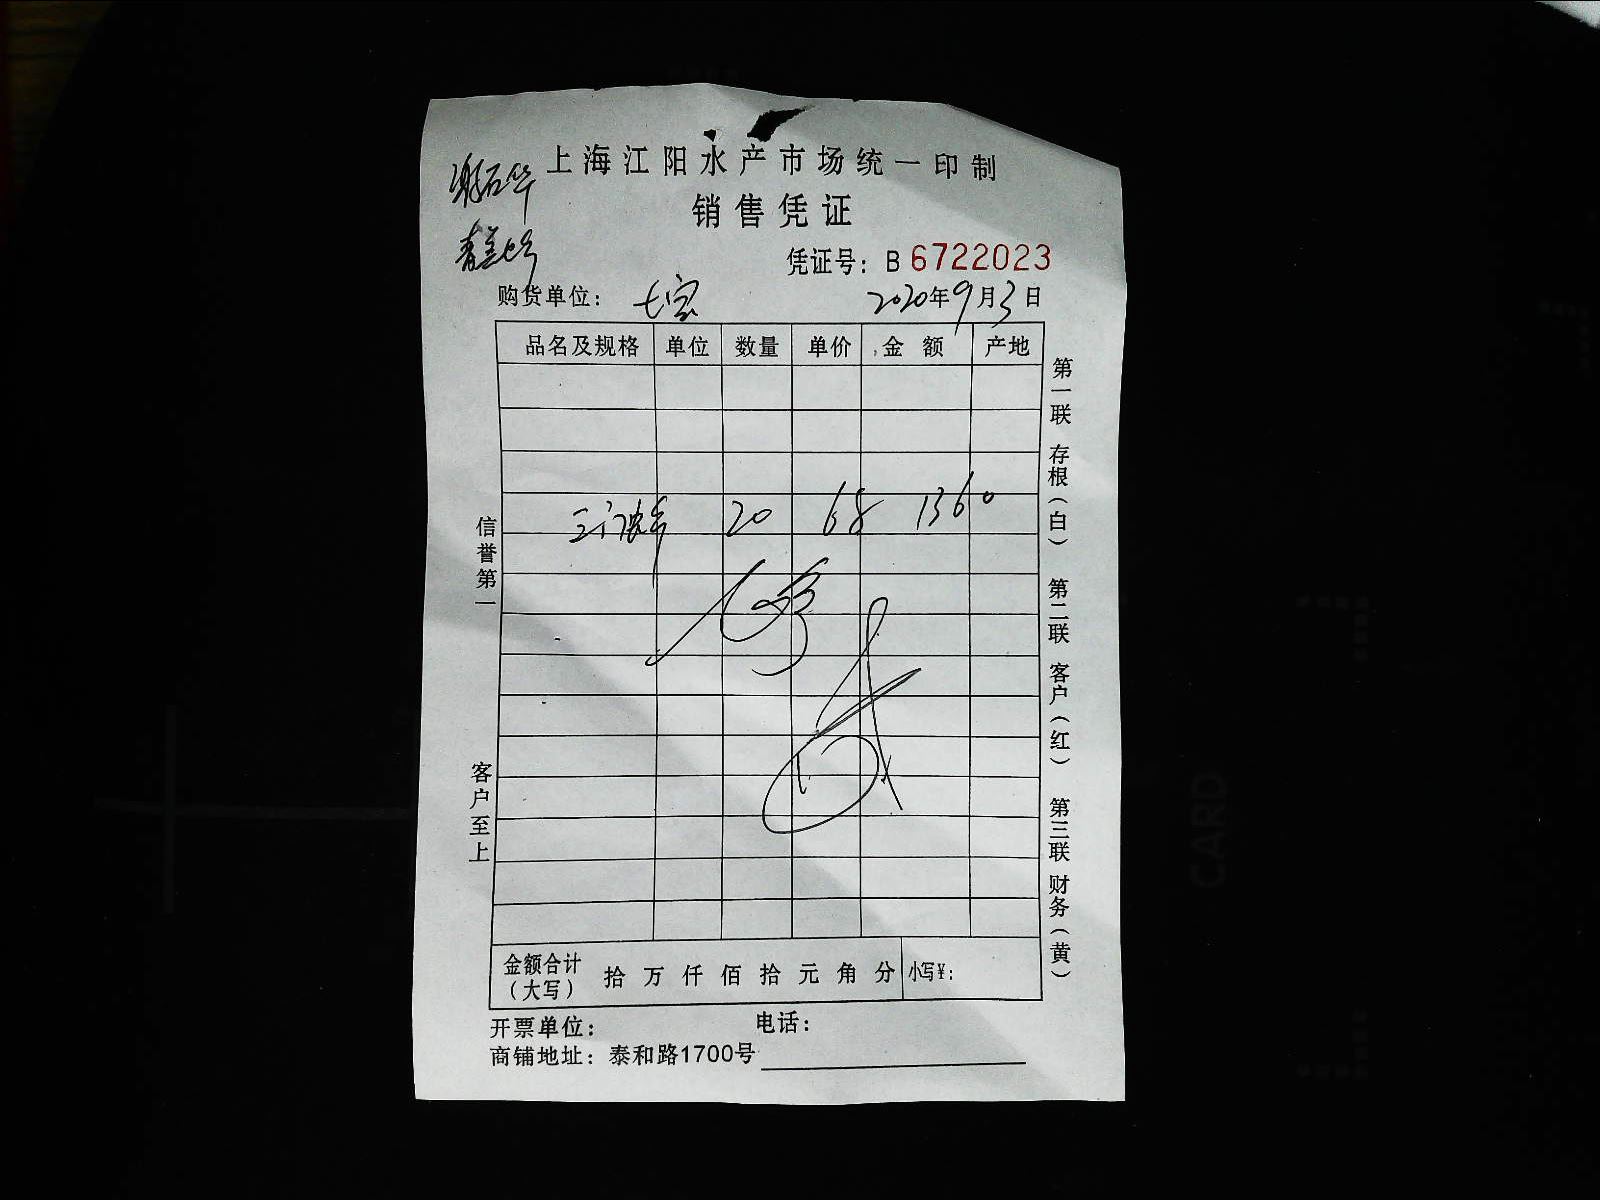 上海江阳水产市场统一印制
销售凭证
凭证号：B 6722023
购货单位：七宝 2020年9月3日
品名及规格 单位 数量 单价 金额 产地
20 68 1360
信誉第一
客户至上
第一联 存根（白） 第二联 客户（红） 第三联 财务（黄）
金额合计（大写） 拾 万 仟 佰 拾 元 角 分 小写¥：
开票单位： 电话：
商铺地址：泰和路1700号